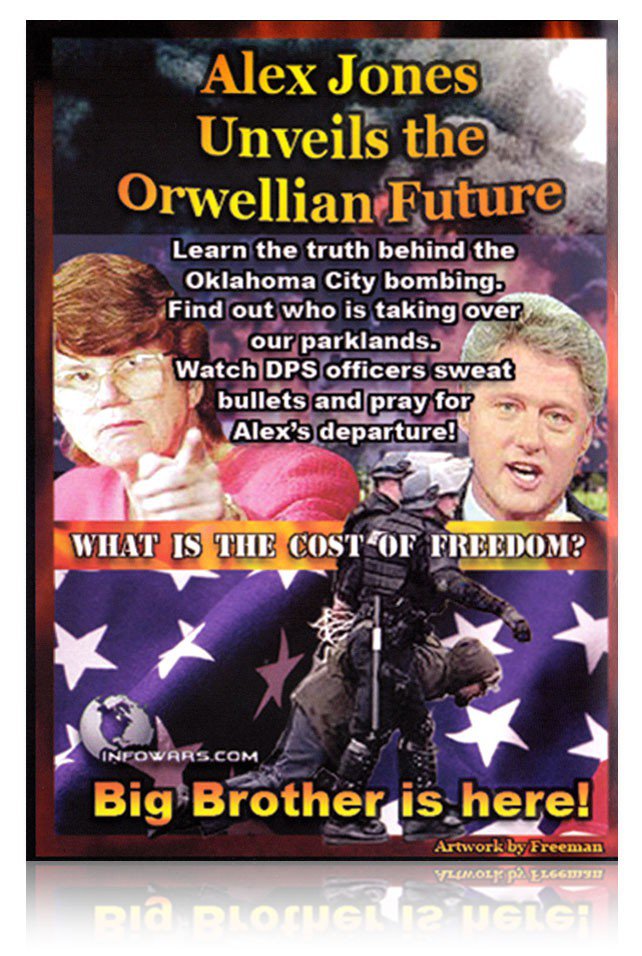 Alex Jones
Unveils the
Orwellian Future
Learn the truth behind the
Oklahoma City bombing.
Find out who is taking over
our parklands.
Watch DPS officers sweat
bullets and pray for
Alex's departure!
WHAT IS THE COST OF FREEDOM?
INFOWARS.COM
Big Brother is here!
Artwork by Freeman